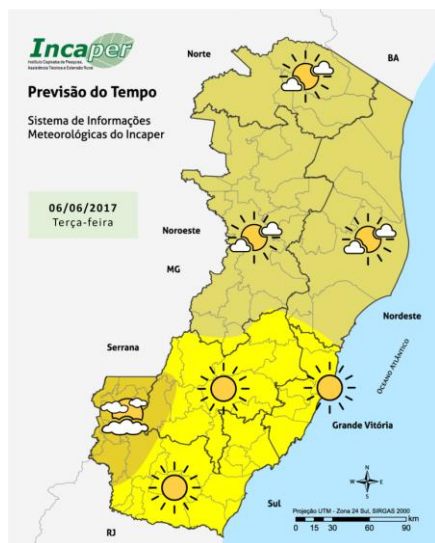 Incaper
Instituto Capixaba de Pesquisa,
Assistência Técnica e Extensão Rural
Previsão do Tempo
Sistema de Informações
Meteorológicas do Incaper
06/06/2017
Terça-feira
Norte
BA
Noroeste
MG
Nordeste
Serrana
OCEANO ATLÂNTICO
Grande Vitória
Sul
RJ
N
W
E
S
Projeção UTM - Zona 24 Sul, SIRGAS 2000
km
0 15 30 60 90